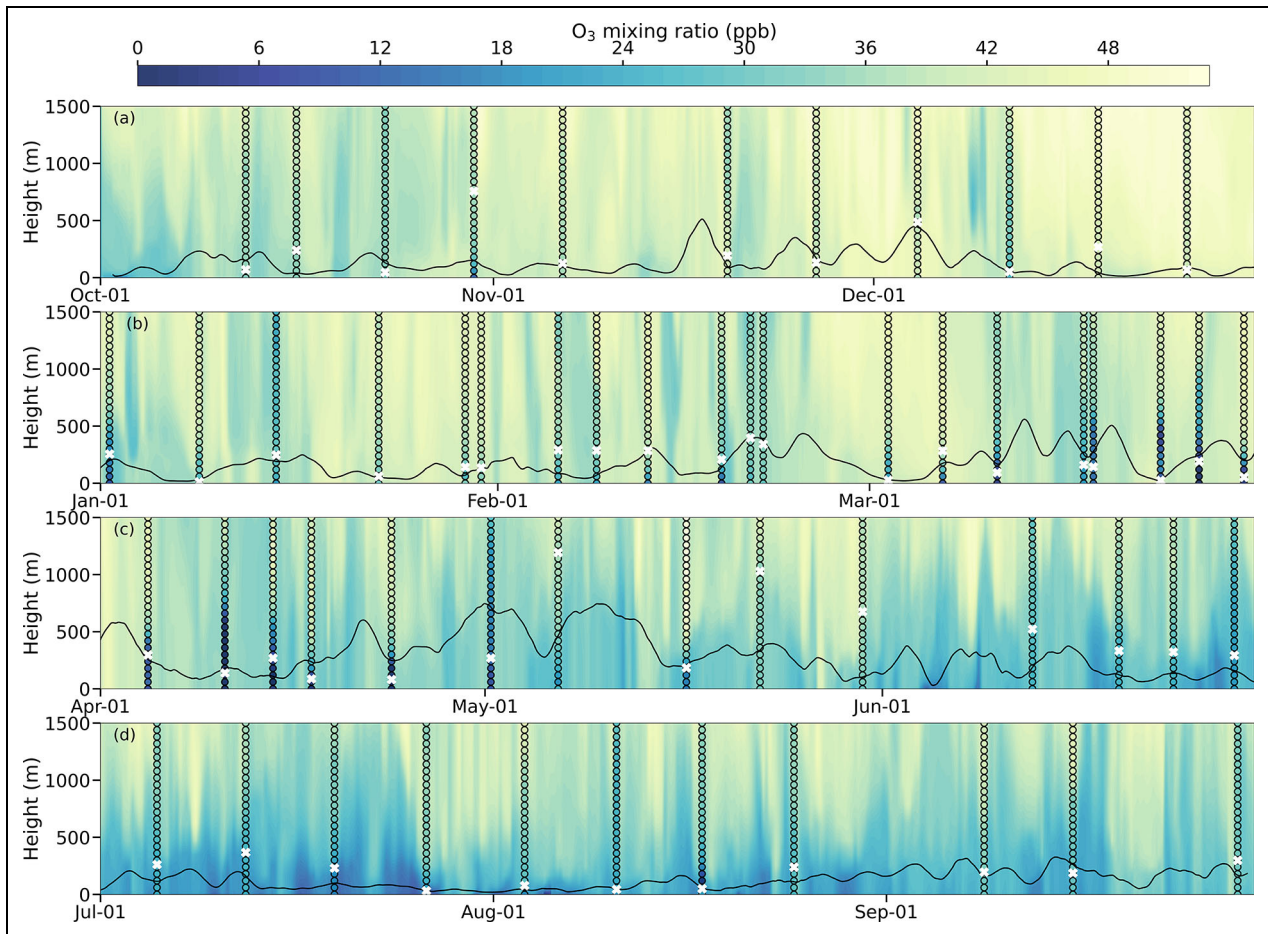 O₃ mixing ratio (ppb)
0 6 12 18 24 30 36 42 48
(a)
1500
1000
500
0
Height (m)
Oct-01 Nov-01 Dec-01
(b)
1500
1000
500
0
Height (m)
Jan-01 Feb-01 Mar-01
(c)
1500
1000
500
0
Height (m)
Apr-01 May-01 Jun-01
(d)
1500
1000
500
0
Height (m)
Jul-01 Aug-01 Sep-01